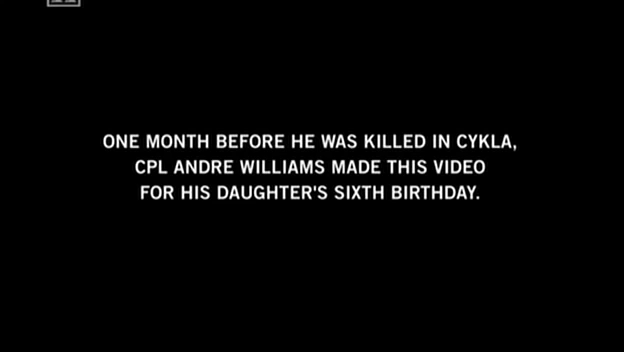 ONE MONTH BEFORE HE WAS KILLED IN CYKLA,
CPL ANDRE WILLIAMS MADE THIS VIDEO
FOR HIS DAUGHTER'S SIXTH BIRTHDAY.